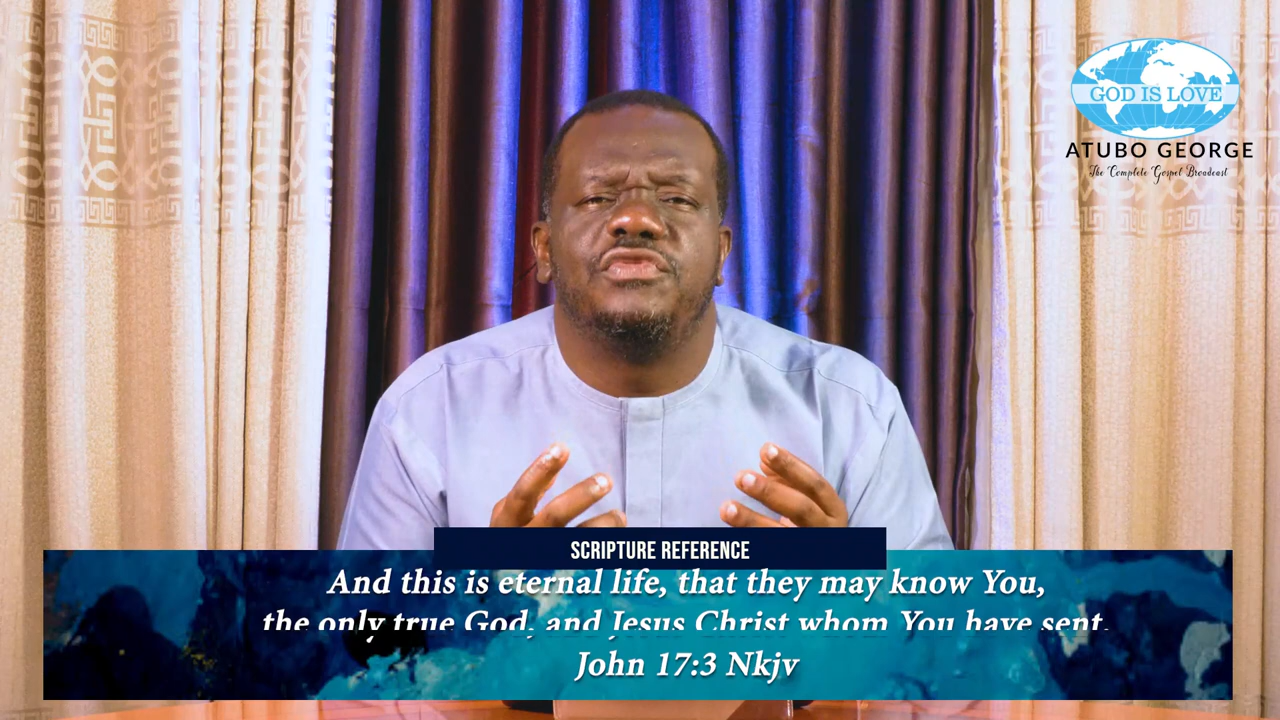 GOD IS LOVE
ATUBO GEORGE
The Complete Gospel Broadcast
SCRIPTURE REFERENCE
And this is eternal life, that they may know You,
the only true God, and Jesus Christ whom You have sent.
John 17:3 Nkjv